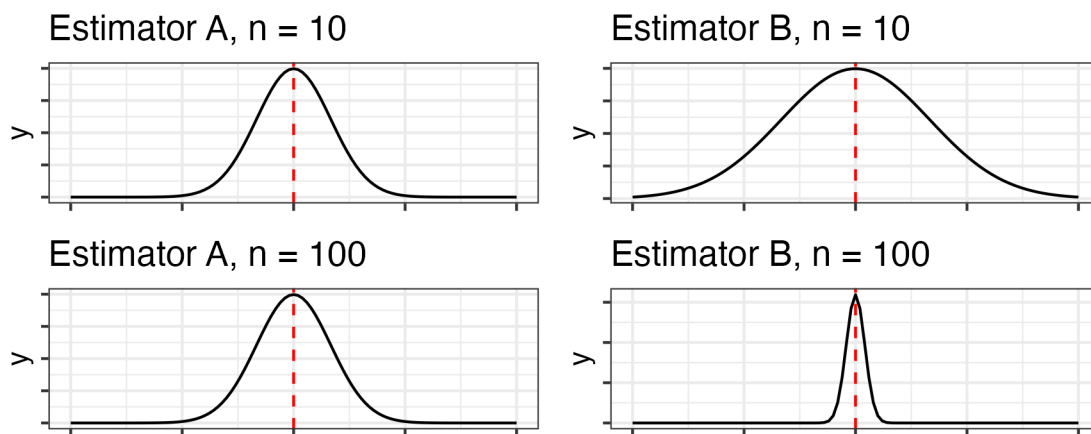 Estimator A, n = 10
Estimator B, n = 10
y
y
Estimator A, n = 100
Estimator B, n = 100
y
y